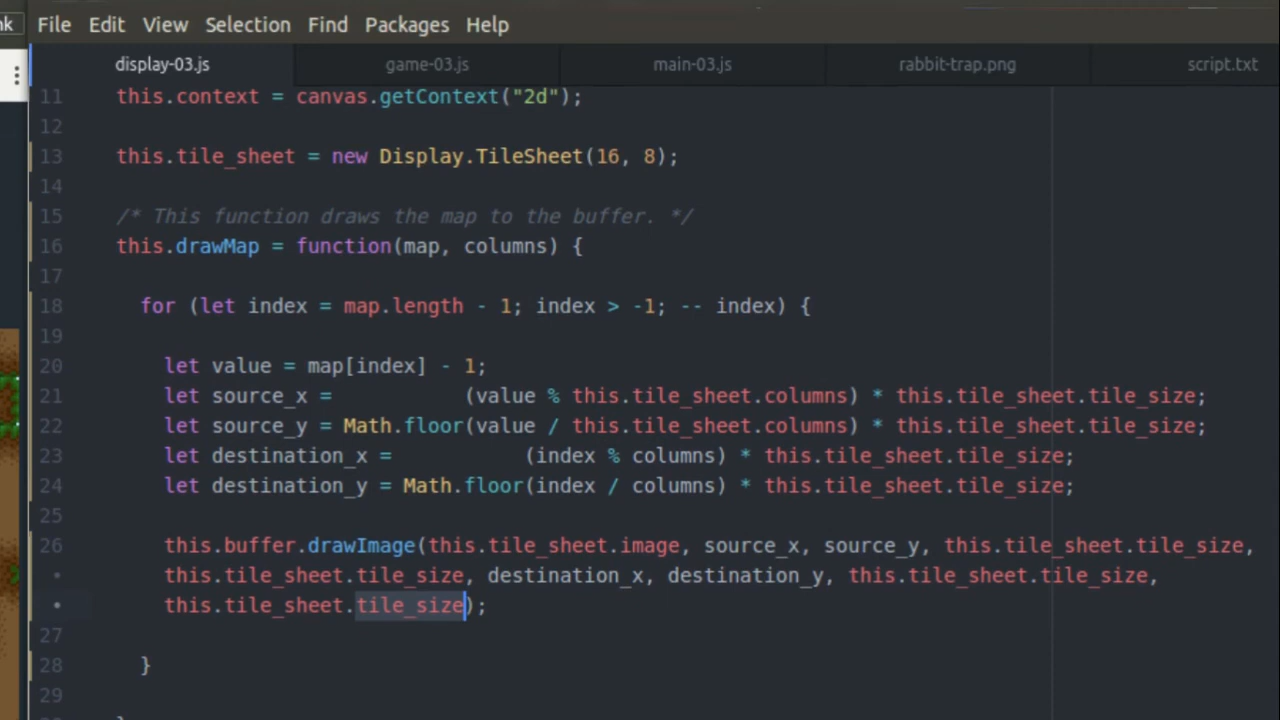 nk File Edit View Selection Find Packages Help
display-03.js game-03.js main-03.js rabbit-trap.png script.txt
11 this.context = canvas.getContext("2d");
12
13 this.tile_sheet = new Display.TileSheet(16, 8);
14
15 /* This function draws the map to the buffer. */
16 this.drawMap = function(map, columns) {
17
18 for (let index = map.length - 1; index > -1; -- index) {
19
20 let value = map[index] - 1;
21 let source_x =           (value % this.tile_sheet.columns) * this.tile_sheet.tile_size;
22 let source_y = Math.floor(value / this.tile_sheet.columns) * this.tile_sheet.tile_size;
23 let destination_x =           (index % columns) * this.tile_sheet.tile_size;
24 let destination_y = Math.floor(index / columns) * this.tile_sheet.tile_size;
25
26 this.buffer.drawImage(this.tile_sheet.image, source_x, source_y, this.tile_sheet.tile_size,
• this.tile_sheet.tile_size, destination_x, destination_y, this.tile_sheet.tile_size,
• this.tile_sheet.tile_size);
27
28 }
29